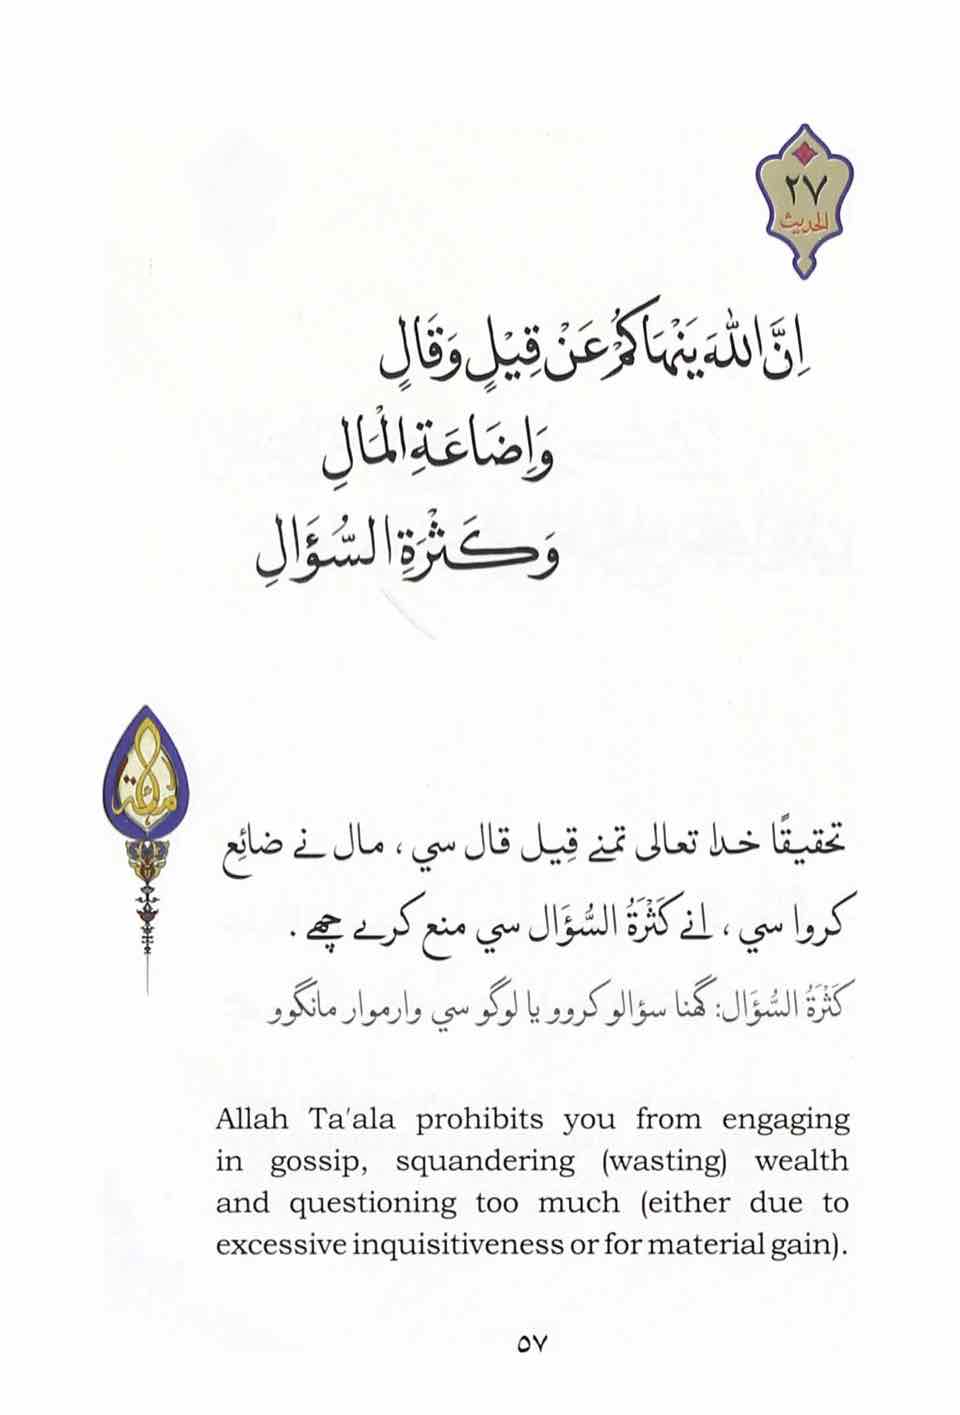 ٢٧
الحديث
اِنَّ اللهَ يَنْهَاكُمْ عَنْ قِيْلٍ وَقَالٍ
وَاِضَاعَةِ الْمَالِ
وَكَثْرَةِ السُّؤَالِ
تحقيقًا خدا تعالى تمنے قِيل قال سي ، مال نے ضائِع
كروا سي ، انے كَثْرَةُ السُّؤَال سي منع كرے چھے .
كَثْرَةُ السُّؤَال: گھنا سؤالو كروو يا لوگو سي وارموار مانگوو
Allah Ta'ala prohibits you from engaging
in gossip, squandering (wasting) wealth
and questioning too much (either due to
excessive inquisitiveness or for material gain).
٥٧